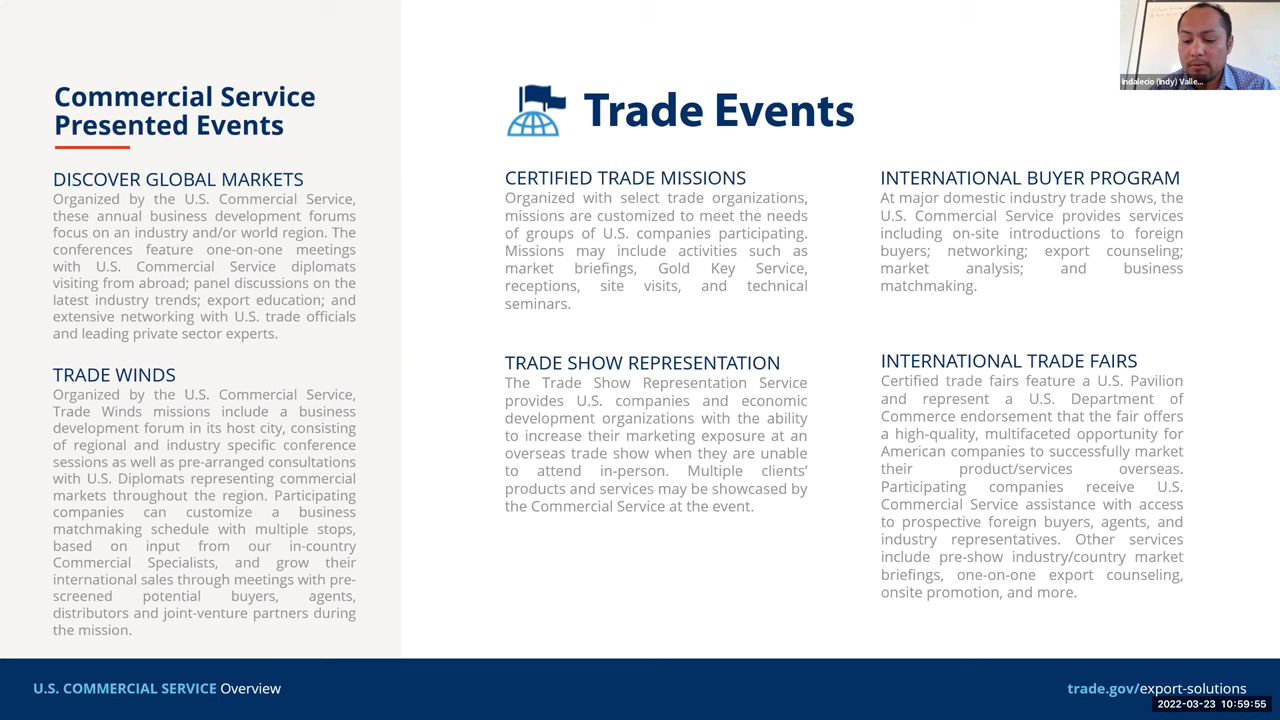 Commercial Service
Presented Events
DISCOVER GLOBAL MARKETS
Organized by the U.S. Commercial Service,
these annual business development forums
focus on an industry and/or world region. The
conferences feature one-on-one meetings
with U.S. Commercial Service diplomats
visiting from abroad; panel discussions on the
latest industry trends; export education; and
extensive networking with U.S. trade officials
and leading private sector experts.
TRADE WINDS
Organized by the U.S. Commercial Service,
Trade Winds missions include a business
development forum in its host city, consisting
of regional and industry specific conference
sessions as well as pre-arranged consultations
with U.S. Diplomats representing commercial
markets throughout the region. Participating
companies can customize a business
matchmaking schedule with multiple stops,
based on input from our in-country
Commercial Specialists, and grow their
international sales through meetings with pre-
screened potential buyers, agents,
distributors and joint-venture partners during
the mission.
Trade Events
CERTIFIED TRADE MISSIONS
Organized with select trade organizations,
missions are customized to meet the needs
of groups of U.S. companies participating.
Missions may include activities such as
market briefings, Gold Key Service,
receptions, site visits, and technical
seminars.
TRADE SHOW REPRESENTATION
The Trade Show Representation Service
provides U.S. companies and economic
development organizations with the ability
to increase their marketing exposure at an
overseas trade show when they are unable
to attend in-person. Multiple clients’
products and services may be showcased by
the Commercial Service at the event.
INTERNATIONAL BUYER PROGRAM
At major domestic industry trade shows, the
U.S. Commercial Service provides services
including on-site introductions to foreign
buyers; networking; export counseling;
market analysis; and business
matchmaking.
INTERNATIONAL TRADE FAIRS
Certified trade fairs feature a U.S. Pavilion
and represent a U.S. Department of
Commerce endorsement that the fair offers
a high-quality, multifaceted opportunity for
American companies to successfully market
their product/services overseas.
Participating companies receive U.S.
Commercial Service assistance with access
to prospective foreign buyers, agents, and
industry representatives. Other services
include pre-show industry/country market
briefings, one-on-one export counseling,
onsite promotion, and more.
Indalecio (Indy) Valle...
U.S. COMMERCIAL SERVICE Overview
trade.gov/export-solutions
2022-03-23 10:59:55